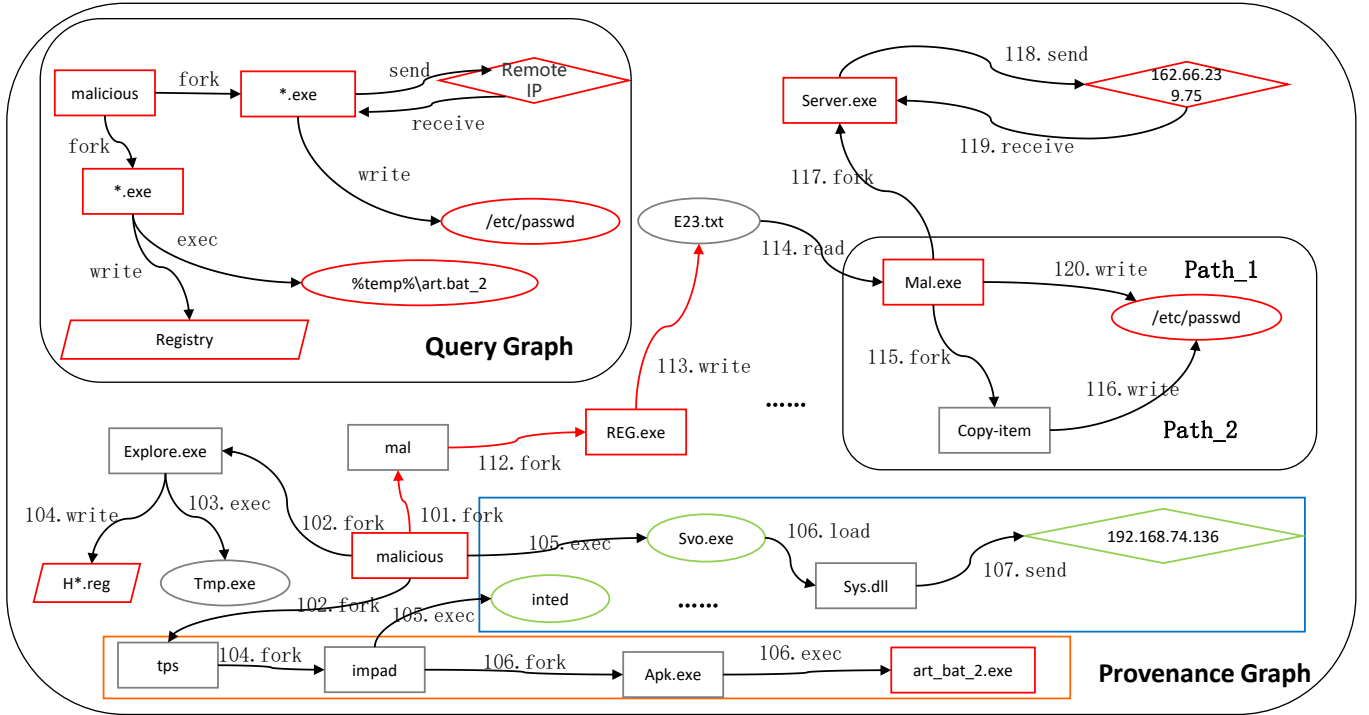 malicious
fork
*.exe
send
Remote
IP
receive
fork
*.exe
write
/etc/passwd
exec
write
%temp%\art.bat_2
Registry
Query Graph
Server.exe
118.send
162.66.23
9.75
119.receive
117.fork
E23.txt
114.read
Mal.exe
120.write
Path_1
/etc/passwd
115.fork
116.write
Copy-item
Path_2
113.write
……
mal
112.fork
REG.exe
Explore.exe
104.write
103.exec
102.fork
101.fork
H*.reg
Tmp.exe
malicious
105.exec
Svo.exe
106.load
Sys.dll
107.send
192.168.74.136
102.fork
105.exec
inted
……
tps
104.fork
impad
106.fork
Apk.exe
106.exec
art_bat_2.exe
Provenance Graph